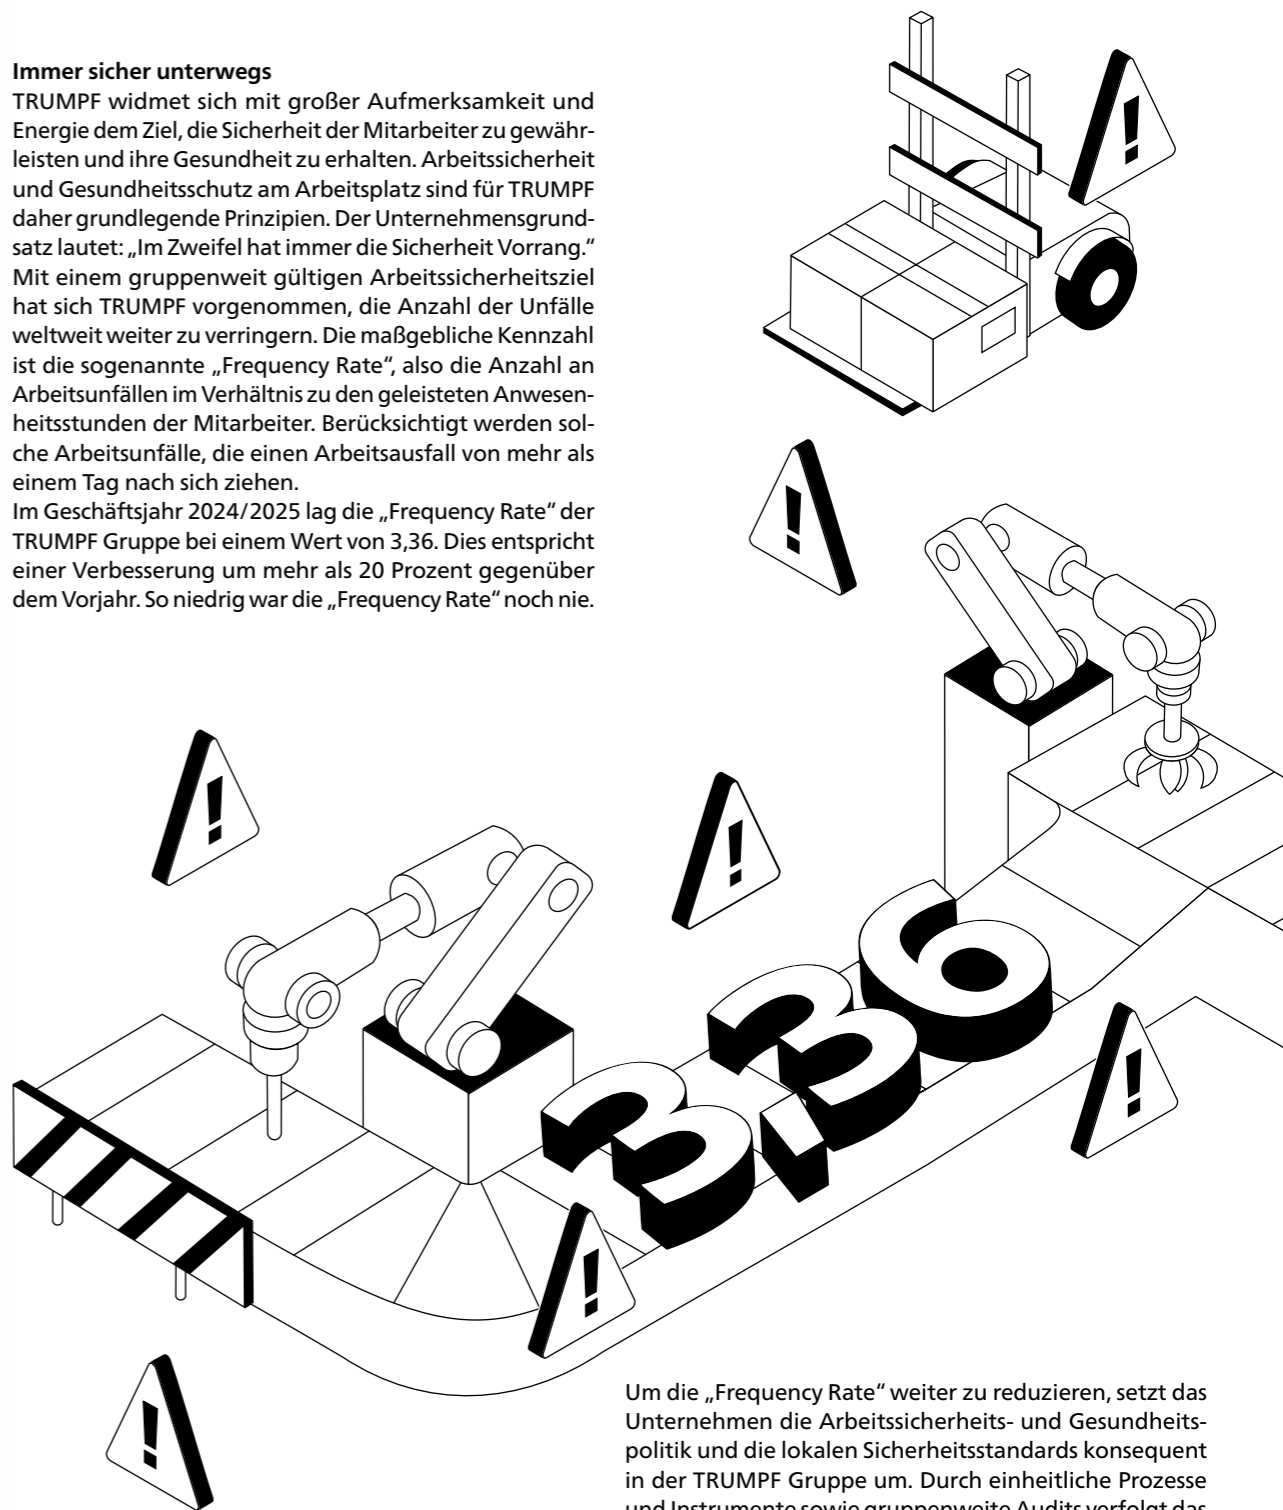 Immer sicher unterwegs
TRUMPF widmet sich mit großer Aufmerksamkeit und
Energie dem Ziel, die Sicherheit der Mitarbeiter zu gewähr-
leisten und ihre Gesundheit zu erhalten. Arbeitssicherheit
und Gesundheitsschutz am Arbeitsplatz sind für TRUMPF
daher grundlegende Prinzipien. Der Unternehmensgrund-
satz lautet: „Im Zweifel hat immer die Sicherheit Vorrang.“
Mit einem gruppenweit gültigen Arbeitssicherheitsziel
hat sich TRUMPF vorgenommen, die Anzahl der Unfälle
weltweit weiter zu verringern. Die maßgebliche Kennzahl
ist die sogenannte „Frequency Rate“, also die Anzahl an
Arbeitsunfällen im Verhältnis zu den geleisteten Anwesen-
heitsstunden der Mitarbeiter. Berücksichtigt werden sol-
che Arbeitsunfälle, die einen Arbeitsausfall von mehr als
einem Tag nach sich ziehen.
Im Geschäftsjahr 2024/2025 lag die „Frequency Rate“ der
TRUMPF Gruppe bei einem Wert von 3,36. Dies entspricht
einer Verbesserung um mehr als 20 Prozent gegenüber
dem Vorjahr. So niedrig war die „Frequency Rate“ noch nie.
3,36
Um die „Frequency Rate“ weiter zu reduzieren, setzt das
Unternehmen die Arbeitssicherheits- und Gesundheits-
politik und die lokalen Sicherheitsstandards konsequent
in der TRUMPF Gruppe um. Durch einheitliche Prozesse
und Instrumente sowie gruppenweite Audits verfolgt das